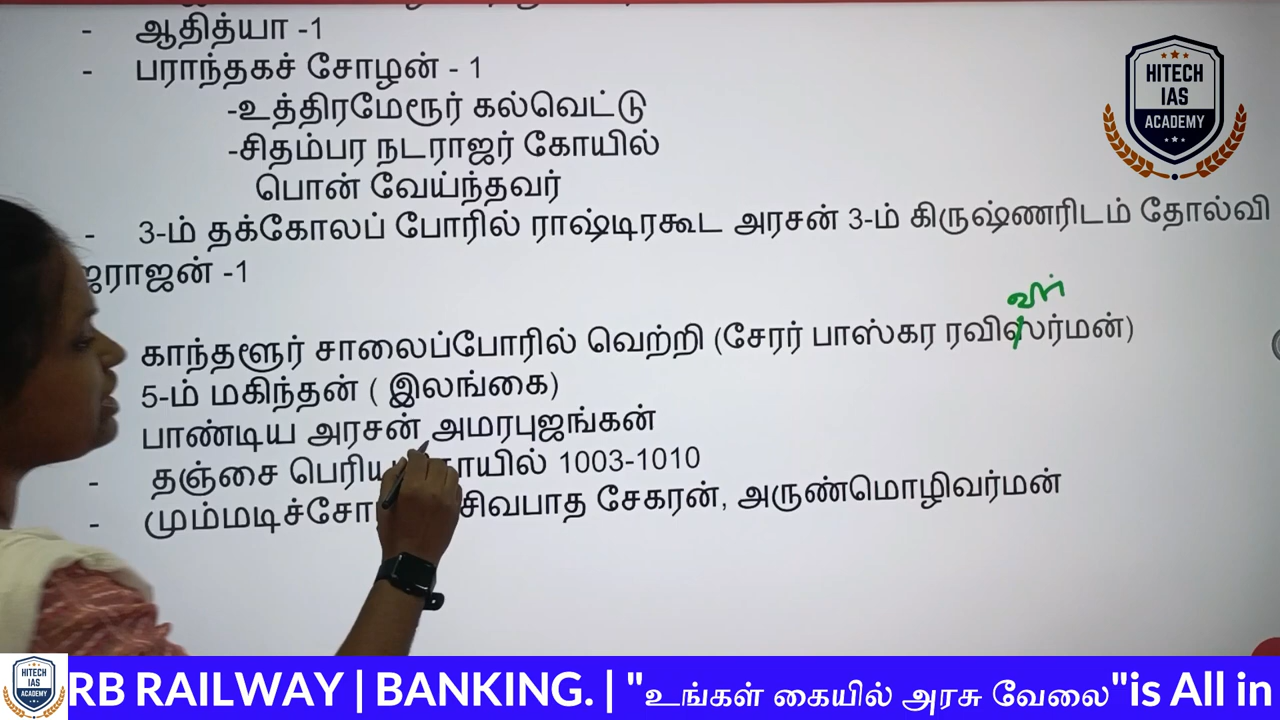 - ஆதித்யா -1
- பராந்தகச் சோழன் - 1
-உத்திரமேரூர் கல்வெட்டு
-சிதம்பர நடராஜர் கோயில்
பொன் வேய்ந்தவர்
- 3-ம் தக்கோலப் போரில் ராஷ்டிரகூட அரசன் 3-ம் கிருஷ்ணரிடம் தோல்வி
ஜராஜன் -1
வர்
காந்தளூர் சாலைப்போரில் வெற்றி (சேரர் பாஸ்கர ரவிஸர்மன்)
5-ம் மகிந்தன் ( இலங்கை)
பாண்டிய அரசன் அமரபுஜங்கன்
- தஞ்சை பெரிய காயில் 1003-1010
- மும்மடிச்சோ சிவபாத சேகரன், அருண்மொழிவர்மன்
HITECH
IAS
ACADEMY
HITECH
IAS
ACADEMY
RB RAILWAY | BANKING. | "உங்கள் கையில் அரசு வேலை"is All in